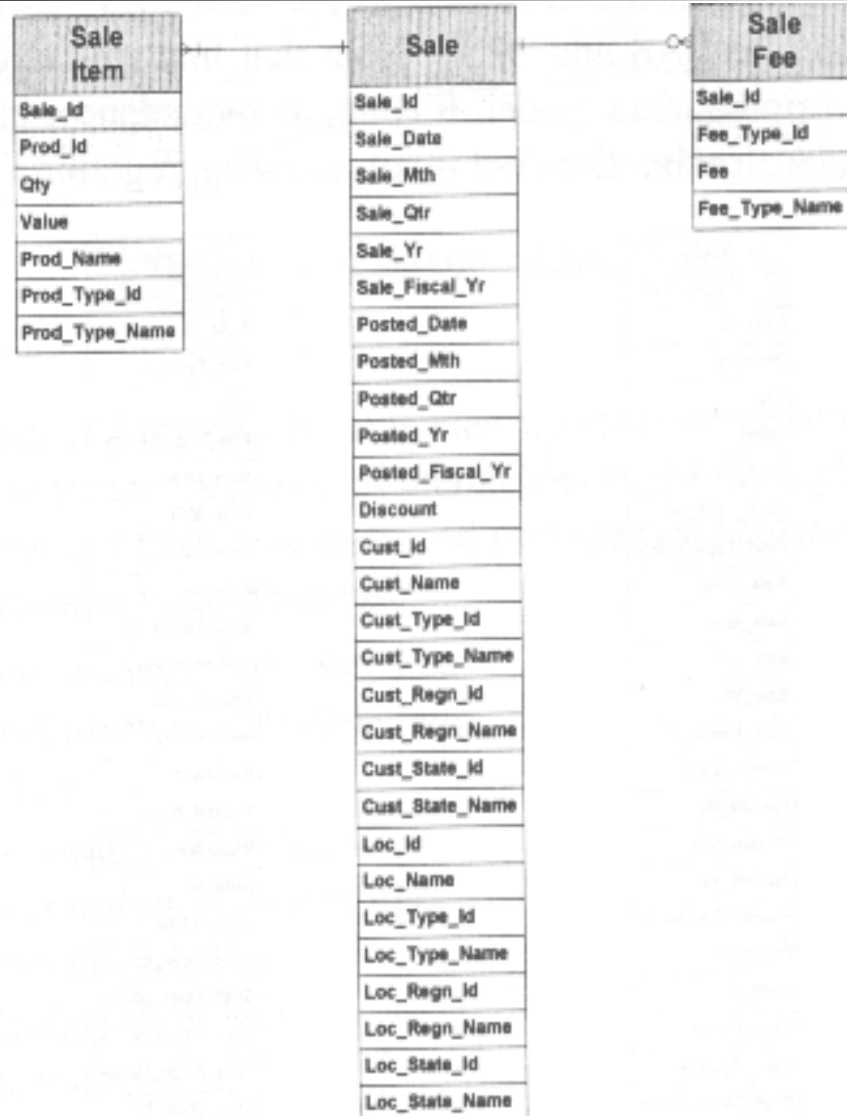 Sale
Item
Sale_Id
Prod_Id
Qty
Value
Prod_Name
Prod_Type_Id
Prod_Type_Name
Sale
Sale_Id
Sale_Date
Sale_Mth
Sale_Qtr
Sale_Yr
Sale_Fiscal_Yr
Posted_Date
Posted_Mth
Posted_Qtr
Posted_Yr
Posted_Fiscal_Yr
Discount
Cust_Id
Cust_Name
Cust_Type_Id
Cust_Type_Name
Cust_Regn_Id
Cust_Regn_Name
Cust_State_Id
Cust_State_Name
Loc_Id
Loc_Name
Loc_Type_Id
Loc_Type_Name
Loc_Regn_Id
Loc_Regn_Name
Loc_State_Id
Loc_State_Name
Sale
Fee
Sale_Id
Fee_Type_Id
Fee
Fee_Type_Name